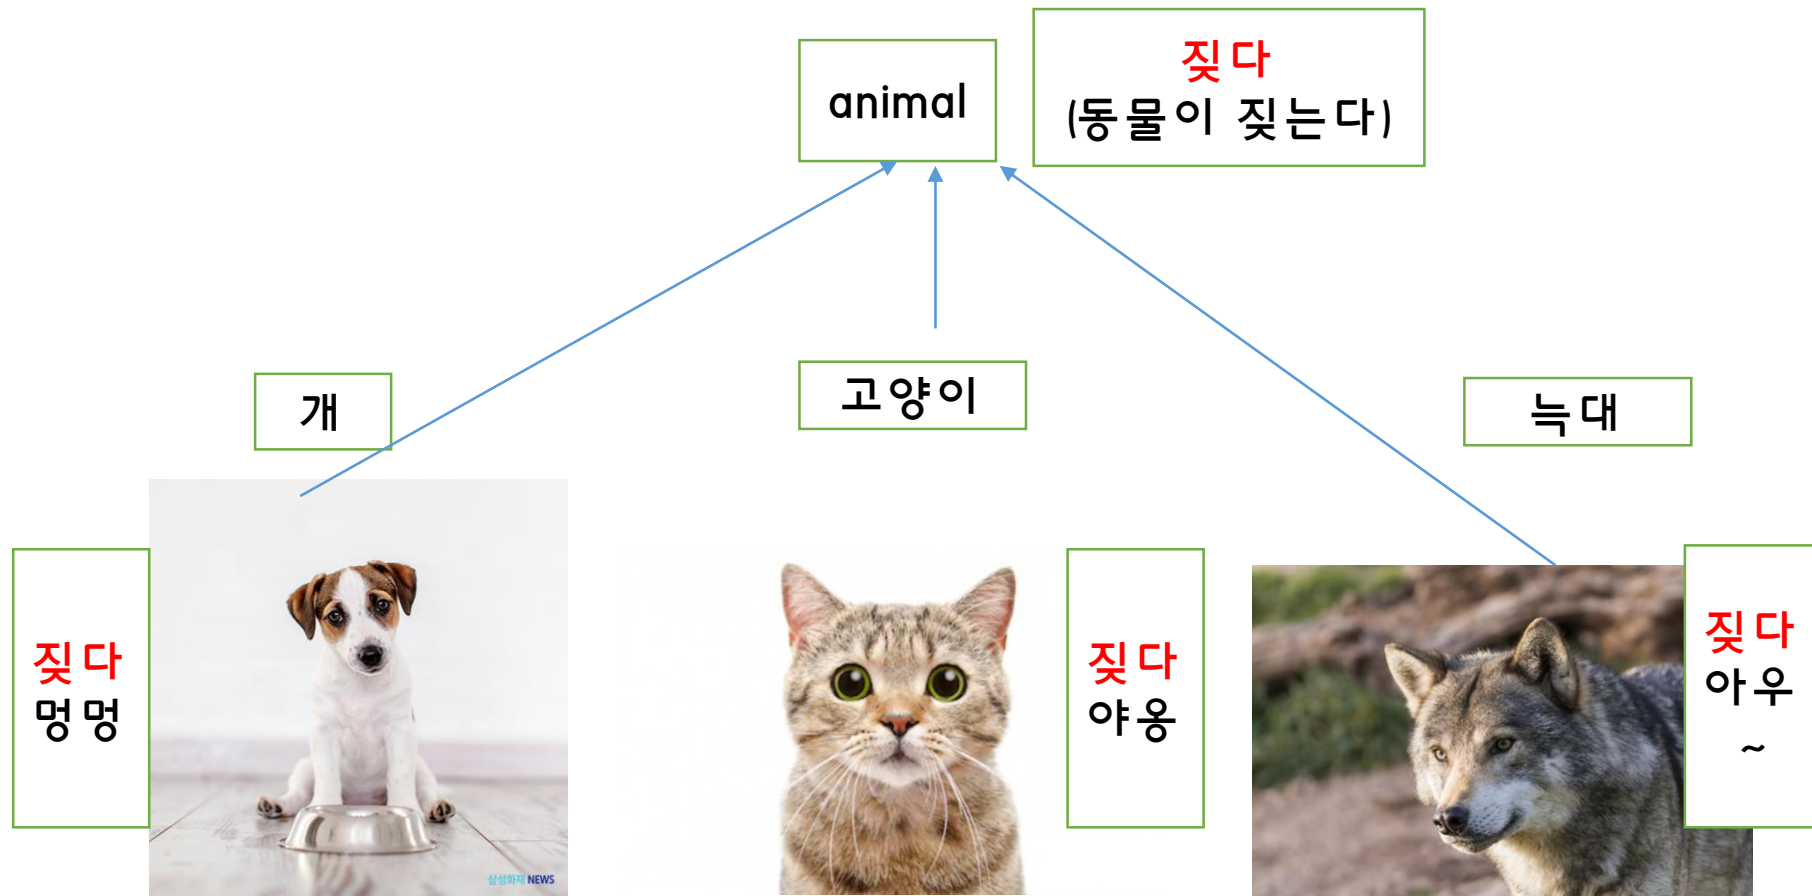 animal
짖다
(동물이 짖는다)
개
고양이
늑대
짖다
멍멍
짖다
야옹
짖다
아우
~
삼성화재 NEWS